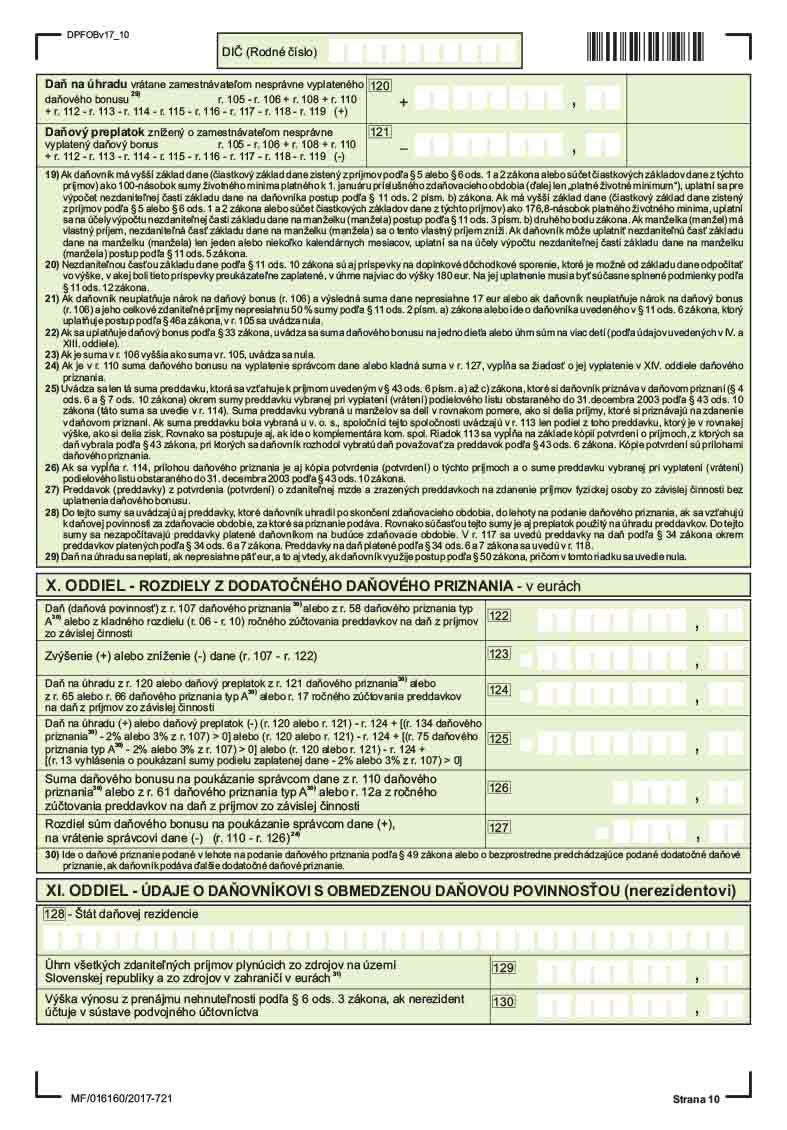 DPFOBv17_10
DIČ (Rodné číslo)
Daň na úhradu vrátane zamestnávateľom nesprávne vyplateného
daňového bonusu 29) r. 105 - r. 106 + r. 108 + r. 110
+ r. 112 - r. 113 - r. 114 - r. 115 - r. 116 - r. 117 - r. 118 - r. 119 (+)
120
+ ,
Daňový preplatok znížený o zamestnávateľom nesprávne
vyplatený daňový bonus r. 105 - r. 106 + r. 108 + r. 110
+ r. 112 - r. 113 - r. 114 - r. 115 - r. 116 - r. 117 - r. 118 - r. 119 (-)
121
– ,
19) Ak daňovník má vyšší základ dane (čiastkový základ dane zistený z príjmov podľa § 5 alebo § 6 ods. 1 a 2 zákona alebo súčet čiastkových základov dane z týchto
príjmov) ako 100-násobok sumy životného minima platného k 1. januáru príslušného zdaňovacieho obdobia (ďalej len „platné životné minimum“), uplatní sa pre
výpočet nezdaniteľnej časti základu dane na daňovníka postup podľa § 11 ods. 2 písm. b) zákona. Ak má vyšší základ dane (čiastkový základ dane zistený
z príjmov podľa § 5 alebo § 6 ods. 1 a 2 zákona alebo súčet čiastkových základov dane z týchto príjmov) ako 176,8-násobok platného životného minima, uplatní
sa na účely výpočtu nezdaniteľnej časti základu dane na manželku (manžela) postup podľa § 11 ods. 3 písm. b) druhého bodu zákona. Ak manželka (manžel) má
vlastný príjem, nezdaniteľná časť základu dane na manželku (manžela) sa o tento vlastný príjem zníži. Ak daňovník môže uplatniť nezdaniteľnú časť základu
dane na manželku (manžela) len jeden alebo niekoľko kalendárnych mesiacov, uplatní sa na účely výpočtu nezdaniteľnej časti základu dane na manželku
(manžela) postup podľa § 11 ods. 5 zákona.
20) Nezdaniteľnou časťou základu dane podľa § 11 ods. 10 zákona sú aj príspevky na doplnkové dôchodkové sporenie, ktoré je možné od základu dane odpočítať
vo výške, v akej boli tieto príspevky preukázateľne zaplatené, v úhrne najviac do výšky 180 eur. Na jej uplatnenie musia byť súčasne splnené podmienky podľa
§ 11 ods. 12 zákona.
21) Ak daňovník neuplatňuje nárok na daňový bonus (r. 106) a výsledná suma dane nepresiahne 17 eur alebo ak daňovník neuplatňuje nárok na daňový bonus
(r. 106) a jeho celkové zdaniteľné príjmy nepresiahnu 50 % sumy podľa § 11 ods. 2 písm. a) zákona alebo ide o daňovníka uvedeného v § 11 ods. 6 zákona, ktorý
uplatňuje postup podľa § 46a zákona, v r. 105 sa uvádza nula.
22) Ak sa uplatňuje daňový bonus podľa § 33 zákona, uvádza sa suma daňového bonusu na jedno dieťa alebo úhrn súm na viac detí (podľa údajov uvedených v IV. a
XIII. oddiele).
23) Ak je suma v r. 106 vyššia ako suma v r. 105, uvádza sa nula.
24) Ak je v r. 110 suma daňového bonusu na vyplatenie správcom dane alebo kladná suma v r. 127, vypĺňa sa žiadosť o jej vyplatenie v XIV. oddiele daňového
priznania.
25) Uvádza sa len tá suma preddavku, ktorá sa vzťahuje k príjmom uvedeným v § 43 ods. 6 písm. a) až c) zákona, ktoré si daňovník priznáva v daňovom priznaní (§ 4
ods. 6 a § 7 ods. 10 zákona) okrem sumy preddavku vybranej pri vyplatení (vrátení) podielového listu obstaraného do 31.decembra 2003 podľa § 43 ods. 10
zákona (táto suma sa uvedie v r. 114). Suma preddavku vybraná u manželov sa delí v rovnakom pomere, ako si delia príjmy, ktoré si priznávajú na zdanenie
v daňovom priznaní. Ak suma preddavku bola vybraná u v. o. s., spoločníci tejto spoločnosti uvádzajú v r. 113 len podiel z toho preddavku, ktorý je v rovnakej
výške, ako si delia zisk. Rovnako sa postupuje aj, ak ide o komplementára kom. spol. Riadok 113 sa vypĺňa na základe kópií potvrdení o príjmoch, z ktorých sa
daň vybrala podľa § 43 zákona, pri ktorých sa daňovník rozhodol vybratú daň považovať za preddavok podľa § 43 ods. 6 zákona. Kópie potvrdení sú prílohami
daňového priznania.
26) Ak sa vypĺňa r. 114, prílohou daňového priznania je aj kópia potvrdenia (potvrdení) o týchto príjmoch a o sume preddavku vybranej pri vyplatení (vrátení)
podielového listu obstaraného do 31. decembra 2003 podľa § 43 ods. 10 zákona.
27) Preddavok (preddavky) z potvrdenia (potvrdení) o zdaniteľnej mzde a zrazených preddavkoch na zdanenie príjmov fyzickej osoby zo závislej činnosti bez
uplatnenia daňového bonusu.
28) Do tejto sumy sa uvádzajú aj preddavky, ktoré daňovník uhradil po skončení zdaňovacieho obdobia, do lehoty na podanie daňového priznania, ak sa vzťahujú
k daňovej povinnosti za zdaňovacie obdobie, za ktoré sa priznanie podáva. Rovnako súčasťou tejto sumy je aj preplatok použitý na úhradu preddavkov. Do tejto
sumy sa nezapočítavajú preddavky platené daňovníkom na budúce zdaňovacie obdobie. V r. 117 sa uvedú preddavky na daň podľa § 34 zákona okrem
preddavkov platených podľa § 34 ods. 6 a 7 zákona. Preddavky na daň platené podľa § 34 ods. 6 a 7 zákona sa uvedú v r. 118.
29) Daň na úhradu sa neplatí, ak nepresiahne päť eur, a to aj vtedy, ak daňovník využije postup podľa § 50 zákona, pričom v tomto riadku sa uvedie nula.
X. ODDIEL - ROZDIELY Z DODATOČNÉHO DAŇOVÉHO PRIZNANIA - v eurách
Daň (daňová povinnosť) z r. 107 daňového priznania 30) alebo z r. 58 daňového priznania typ
A30) alebo z kladného rozdielu (r. 06 - r. 10) ročného zúčtovania preddavkov na daň z príjmov
zo závislej činnosti
122
,
Zvýšenie (+) alebo zníženie (-) dane (r. 107 - r. 122)
123
,
Daň na úhradu z r. 120 alebo daňový preplatok z r. 121 daňového priznania30) alebo
z r. 65 alebo r. 66 daňového priznania typ A30) alebo r. 17 ročného zúčtovania preddavkov
na daň z príjmov zo závislej činnosti
124
,
Daň na úhradu (+) alebo daňový preplatok (-) (r. 120 alebo r. 121) - r. 124 + [(r. 134 daňového
priznania30) - 2% alebo 3% z r. 107) > 0] alebo (r. 120 alebo r. 121) - r. 124 + [(r. 75 daňového
priznania typ A30) - 2% alebo 3% z r. 107) > 0] alebo (r. 120 alebo r. 121) - r. 124 +
[(r. 13 vyhlásenia o poukázaní sumy podielu zaplatenej dane - 2% alebo 3% z r. 107) > 0]
125
,
Suma daňového bonusu na poukázanie správcom dane z r. 110 daňového
priznania30) alebo z r. 61 daňového priznania typ A30) alebo r. 12a z ročného
zúčtovania preddavkov na daň z príjmov zo závislej činnosti
126
,
Rozdiel súm daňového bonusu na poukázanie správcom dane (+),
na vrátenie správcovi dane (-) (r. 110 - r. 126)24)
127
,
30) Ide o daňové priznanie podané v lehote na podanie daňového priznania podľa § 49 zákona alebo o bezprostredne predchádzajúce podané dodatočné daňové
priznanie, ak daňovník podáva ďalšie dodatočné daňové priznanie.
XI. ODDIEL - ÚDAJE O DAŇOVNÍKOVI S OBMEDZENOU DAŇOVOU POVINNOSŤOU (nerezidentovi)
128 - Štát daňovej rezidencie
Úhrn všetkých zdaniteľných príjmov plynúcich zo zdrojov na území
Slovenskej republiky a zo zdrojov v zahraničí v eurách 31)
129
,
Výška výnosu z prenájmu nehnuteľnosti podľa § 6 ods. 3 zákona, ak nerezident
účtuje v sústave podvojného účtovníctva
130
,
MF/016160/2017-721
Strana 10